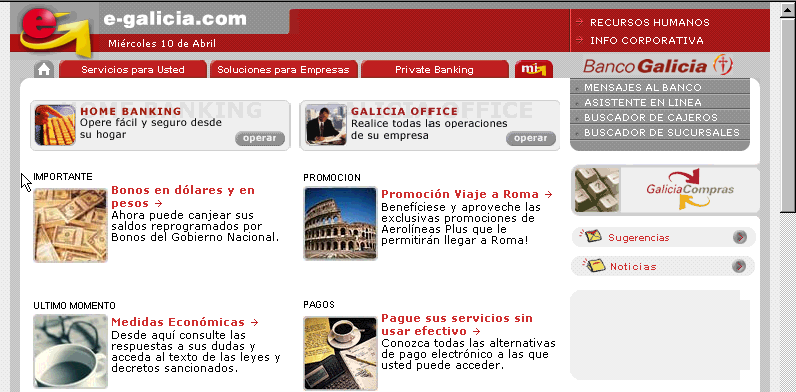 e-galicia.com
Miércoles 10 de Abril
RECURSOS HUMANOS
INFO CORPORATIVA
Servicios para Usted
Soluciones para Empresas
Private Banking
mi
Banco Galicia
MENSAJES AL BANCO
ASISTENTE EN LINEA
BUSCADOR DE CAJEROS
BUSCADOR DE SUCURSALES
HOME BANKING
Opere fácil y seguro desde
su hogar
operar
GALICIA OFFICE
Realice todas las operaciones
de su empresa
operar
IMPORTANTE
Bonos en dólares y en
pesos
Ahora puede canjear sus
saldos reprogramados por
Bonos del Gobierno Nacional.
PROMOCION
Promoción Viaje a Roma
Benefíciese y aproveche las
exclusivas promociones de
Aerolíneas Plus que le
permitirán llegar a Roma!
GaliciaCompras
Sugerencias
Noticias
ULTIMO MOMENTO
Medidas Económicas
Desde aquí consulte las
respuestas a sus dudas y
acceda al texto de las leyes y
decretos sancionados.
PAGOS
Pague sus servicios sin
usar efectivo
Conozca todas las alternativas
de pago electrónico a las que
usted puede acceder.